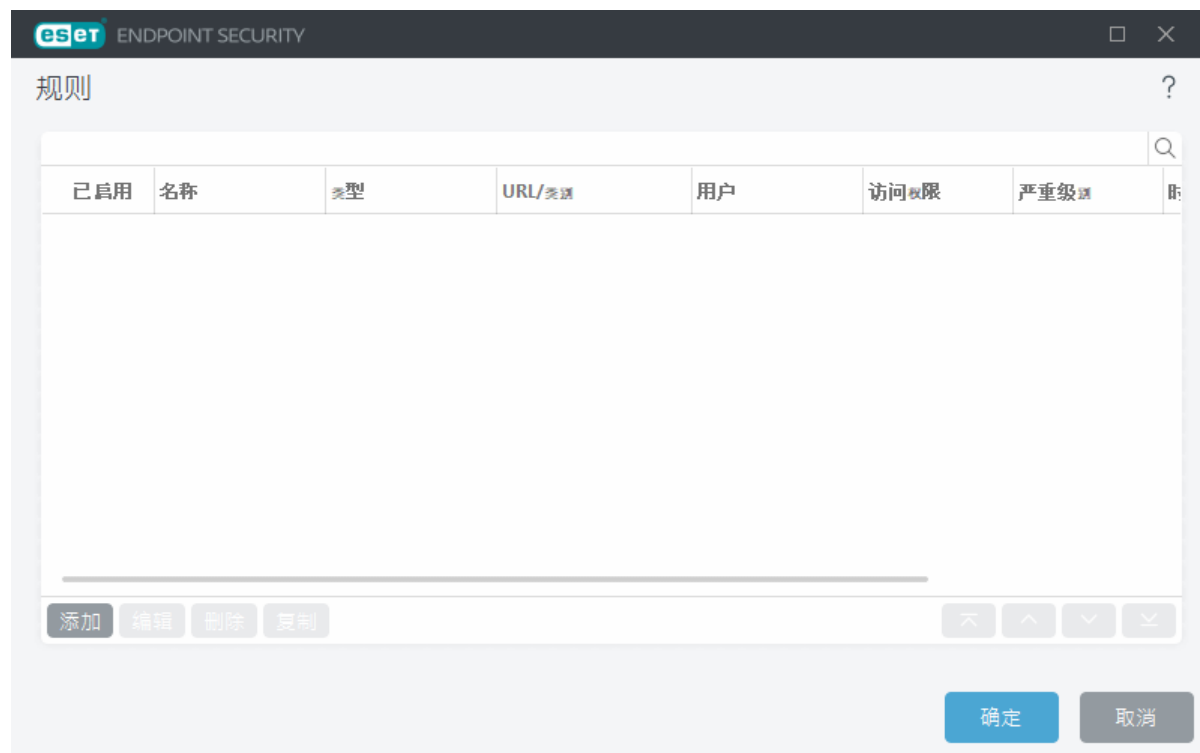 eset ENDPOINT SECURITY
规则
?
已启用 名称 类型 URL/类别 用户 访问权限 严重级别
添加 编辑 删除 复制
确定 取消